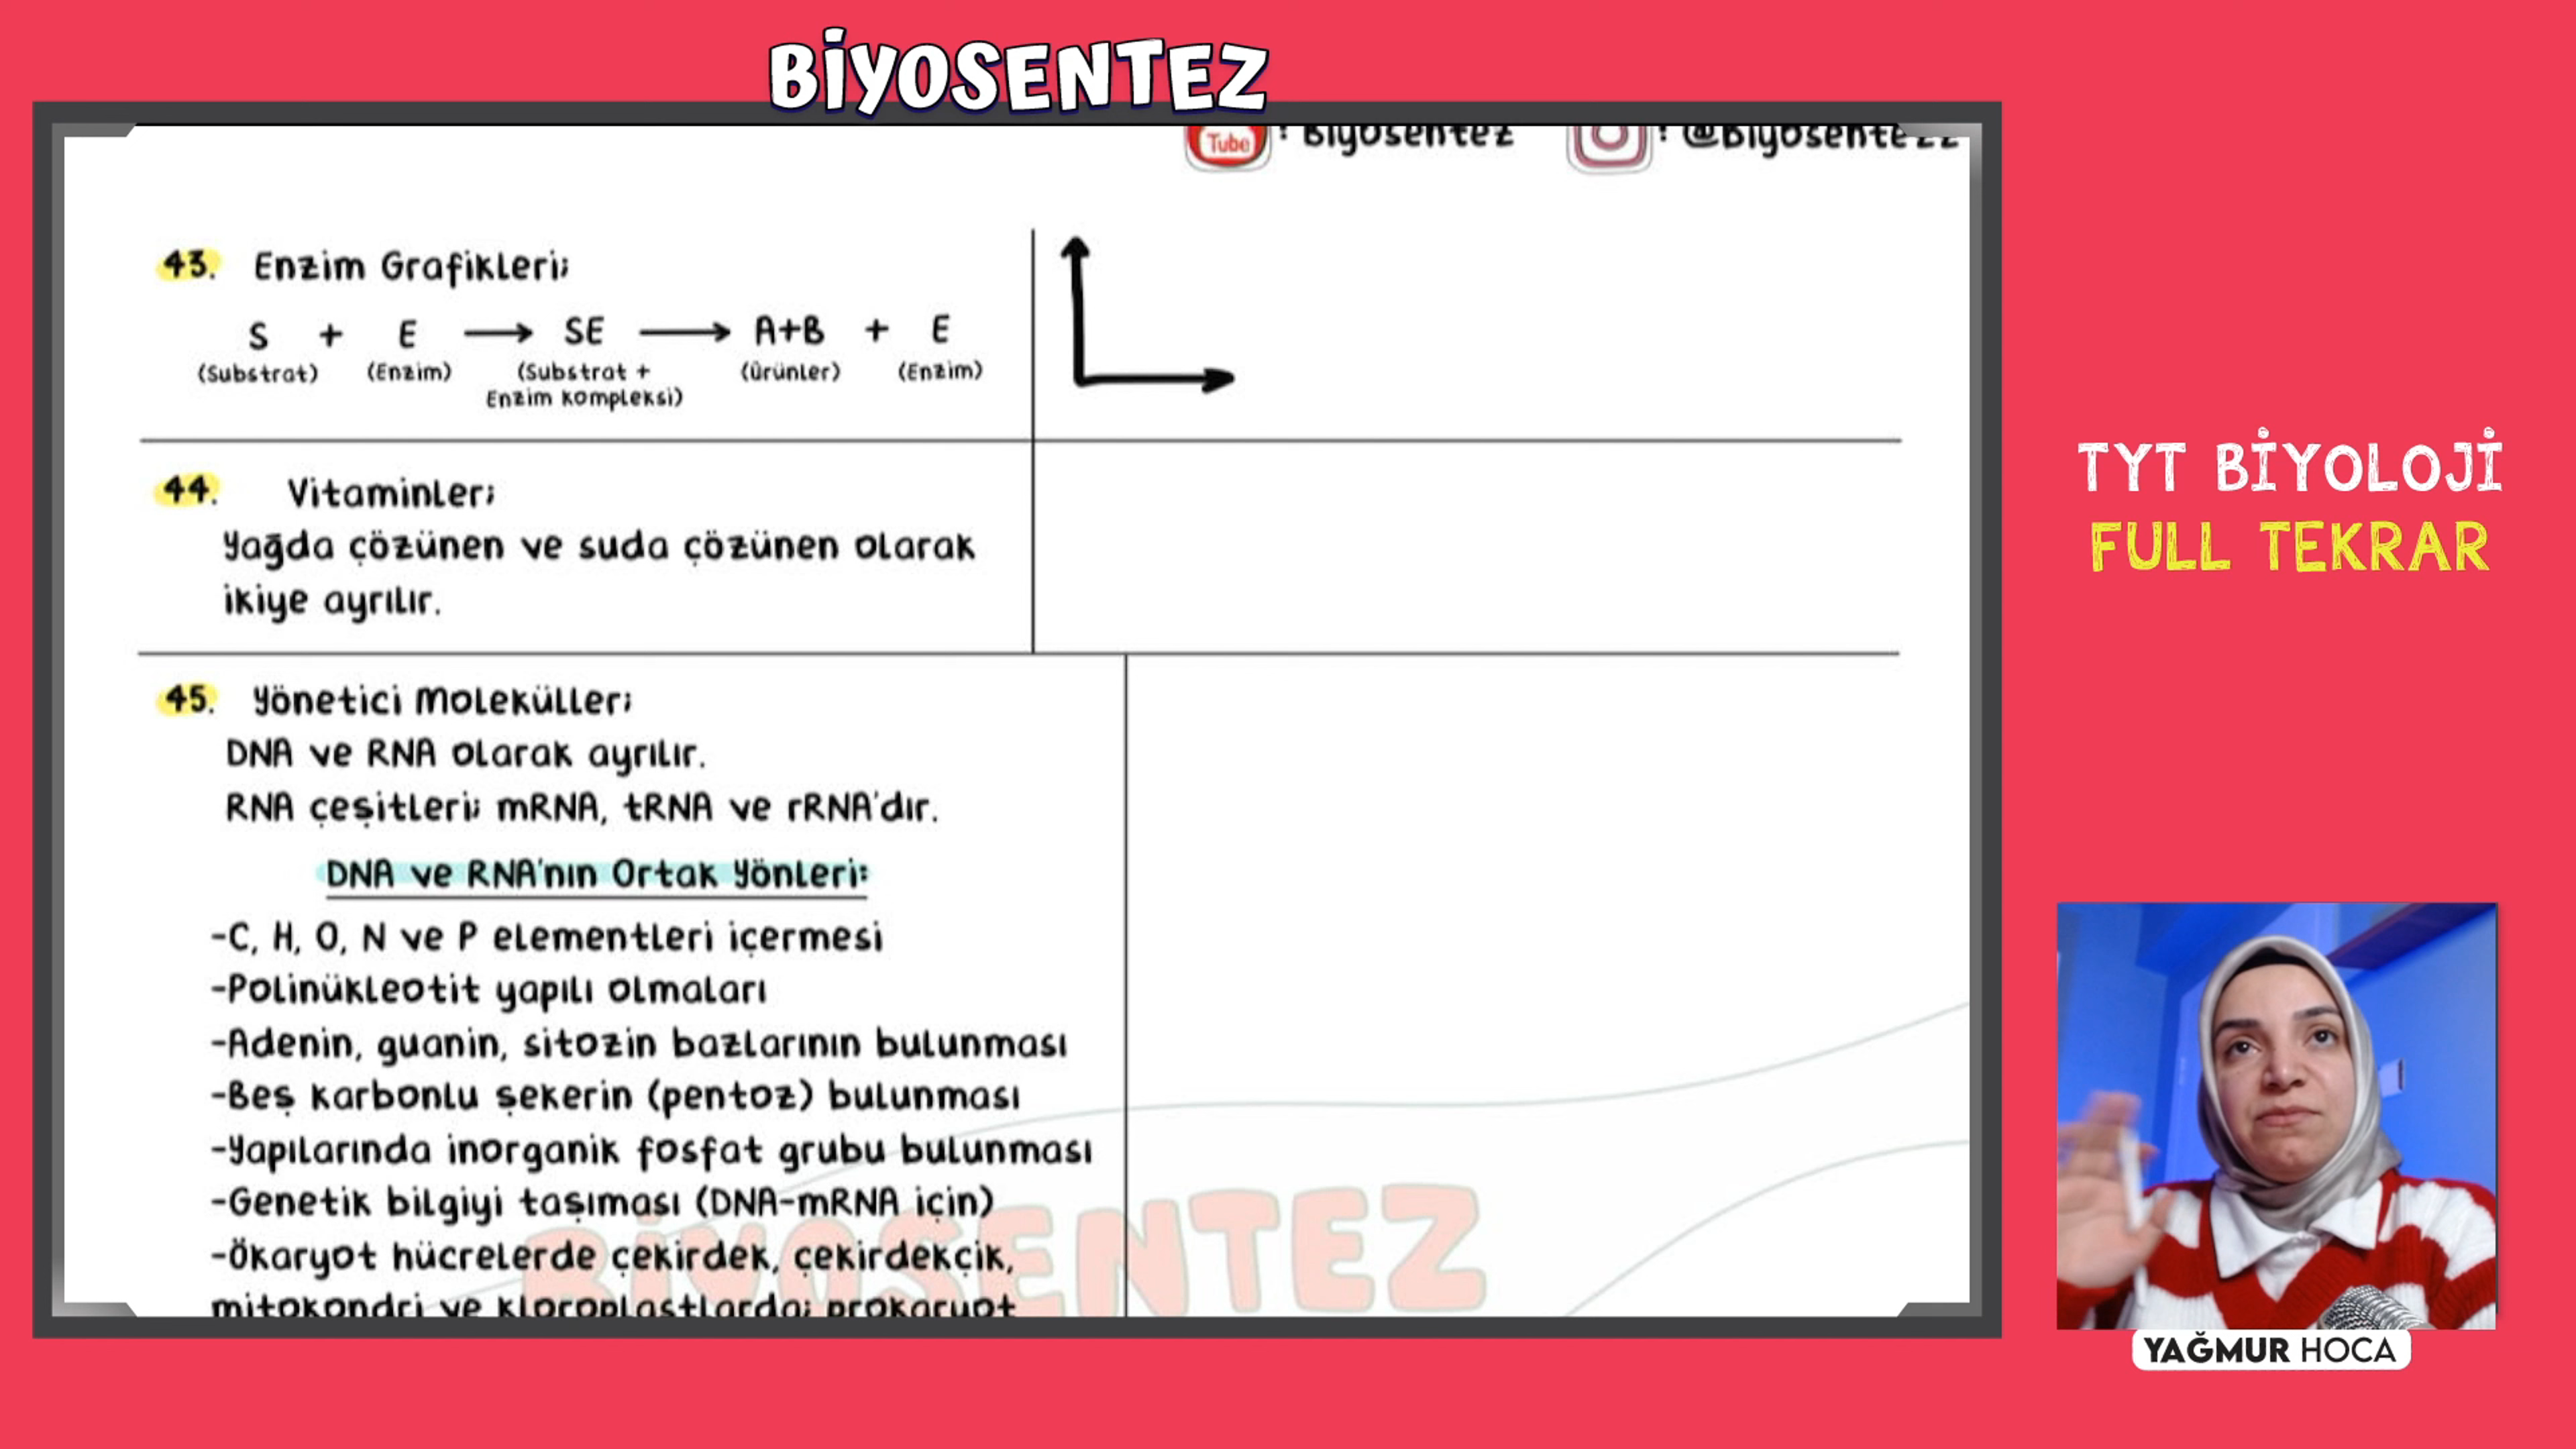 BİYOSENTEZ
Tube : Biyosentez : @Biyosentezz
43. Enzim Grafikleri;
S + E → SE → A+B + E
(Substrat) (Enzim) (Substrat + (Ürünler) (Enzim)
Enzim kompleksi)
44. Vitaminler;
Yağda çözünen ve suda çözünen olarak
ikiye ayrılır.
45. Yönetici Moleküller;
DNA ve RNA olarak ayrılır.
RNA çeşitleri; mRNA, tRNA ve rRNA'dır.
DNA ve RNA'nın Ortak Yönleri:
-C, H, O, N ve P elementleri içermesi
-Polinükleotit yapılı olmaları
-Adenin, guanin, sitozin bazlarının bulunması
-Beş karbonlu şekerin (pentoz) bulunması
-Yapılarında inorganik fosfat grubu bulunması
-Genetik bilgiyi taşıması (DNA-mRNA için)
-Ökaryot hücrelerde çekirdek, çekirdekçik,
mitokondri ve kloroplastlarda; prokaryot
BİYOSENTEZ
TYT BİYOLOJİ
FULL TEKRAR
YAĞMUR HOCA